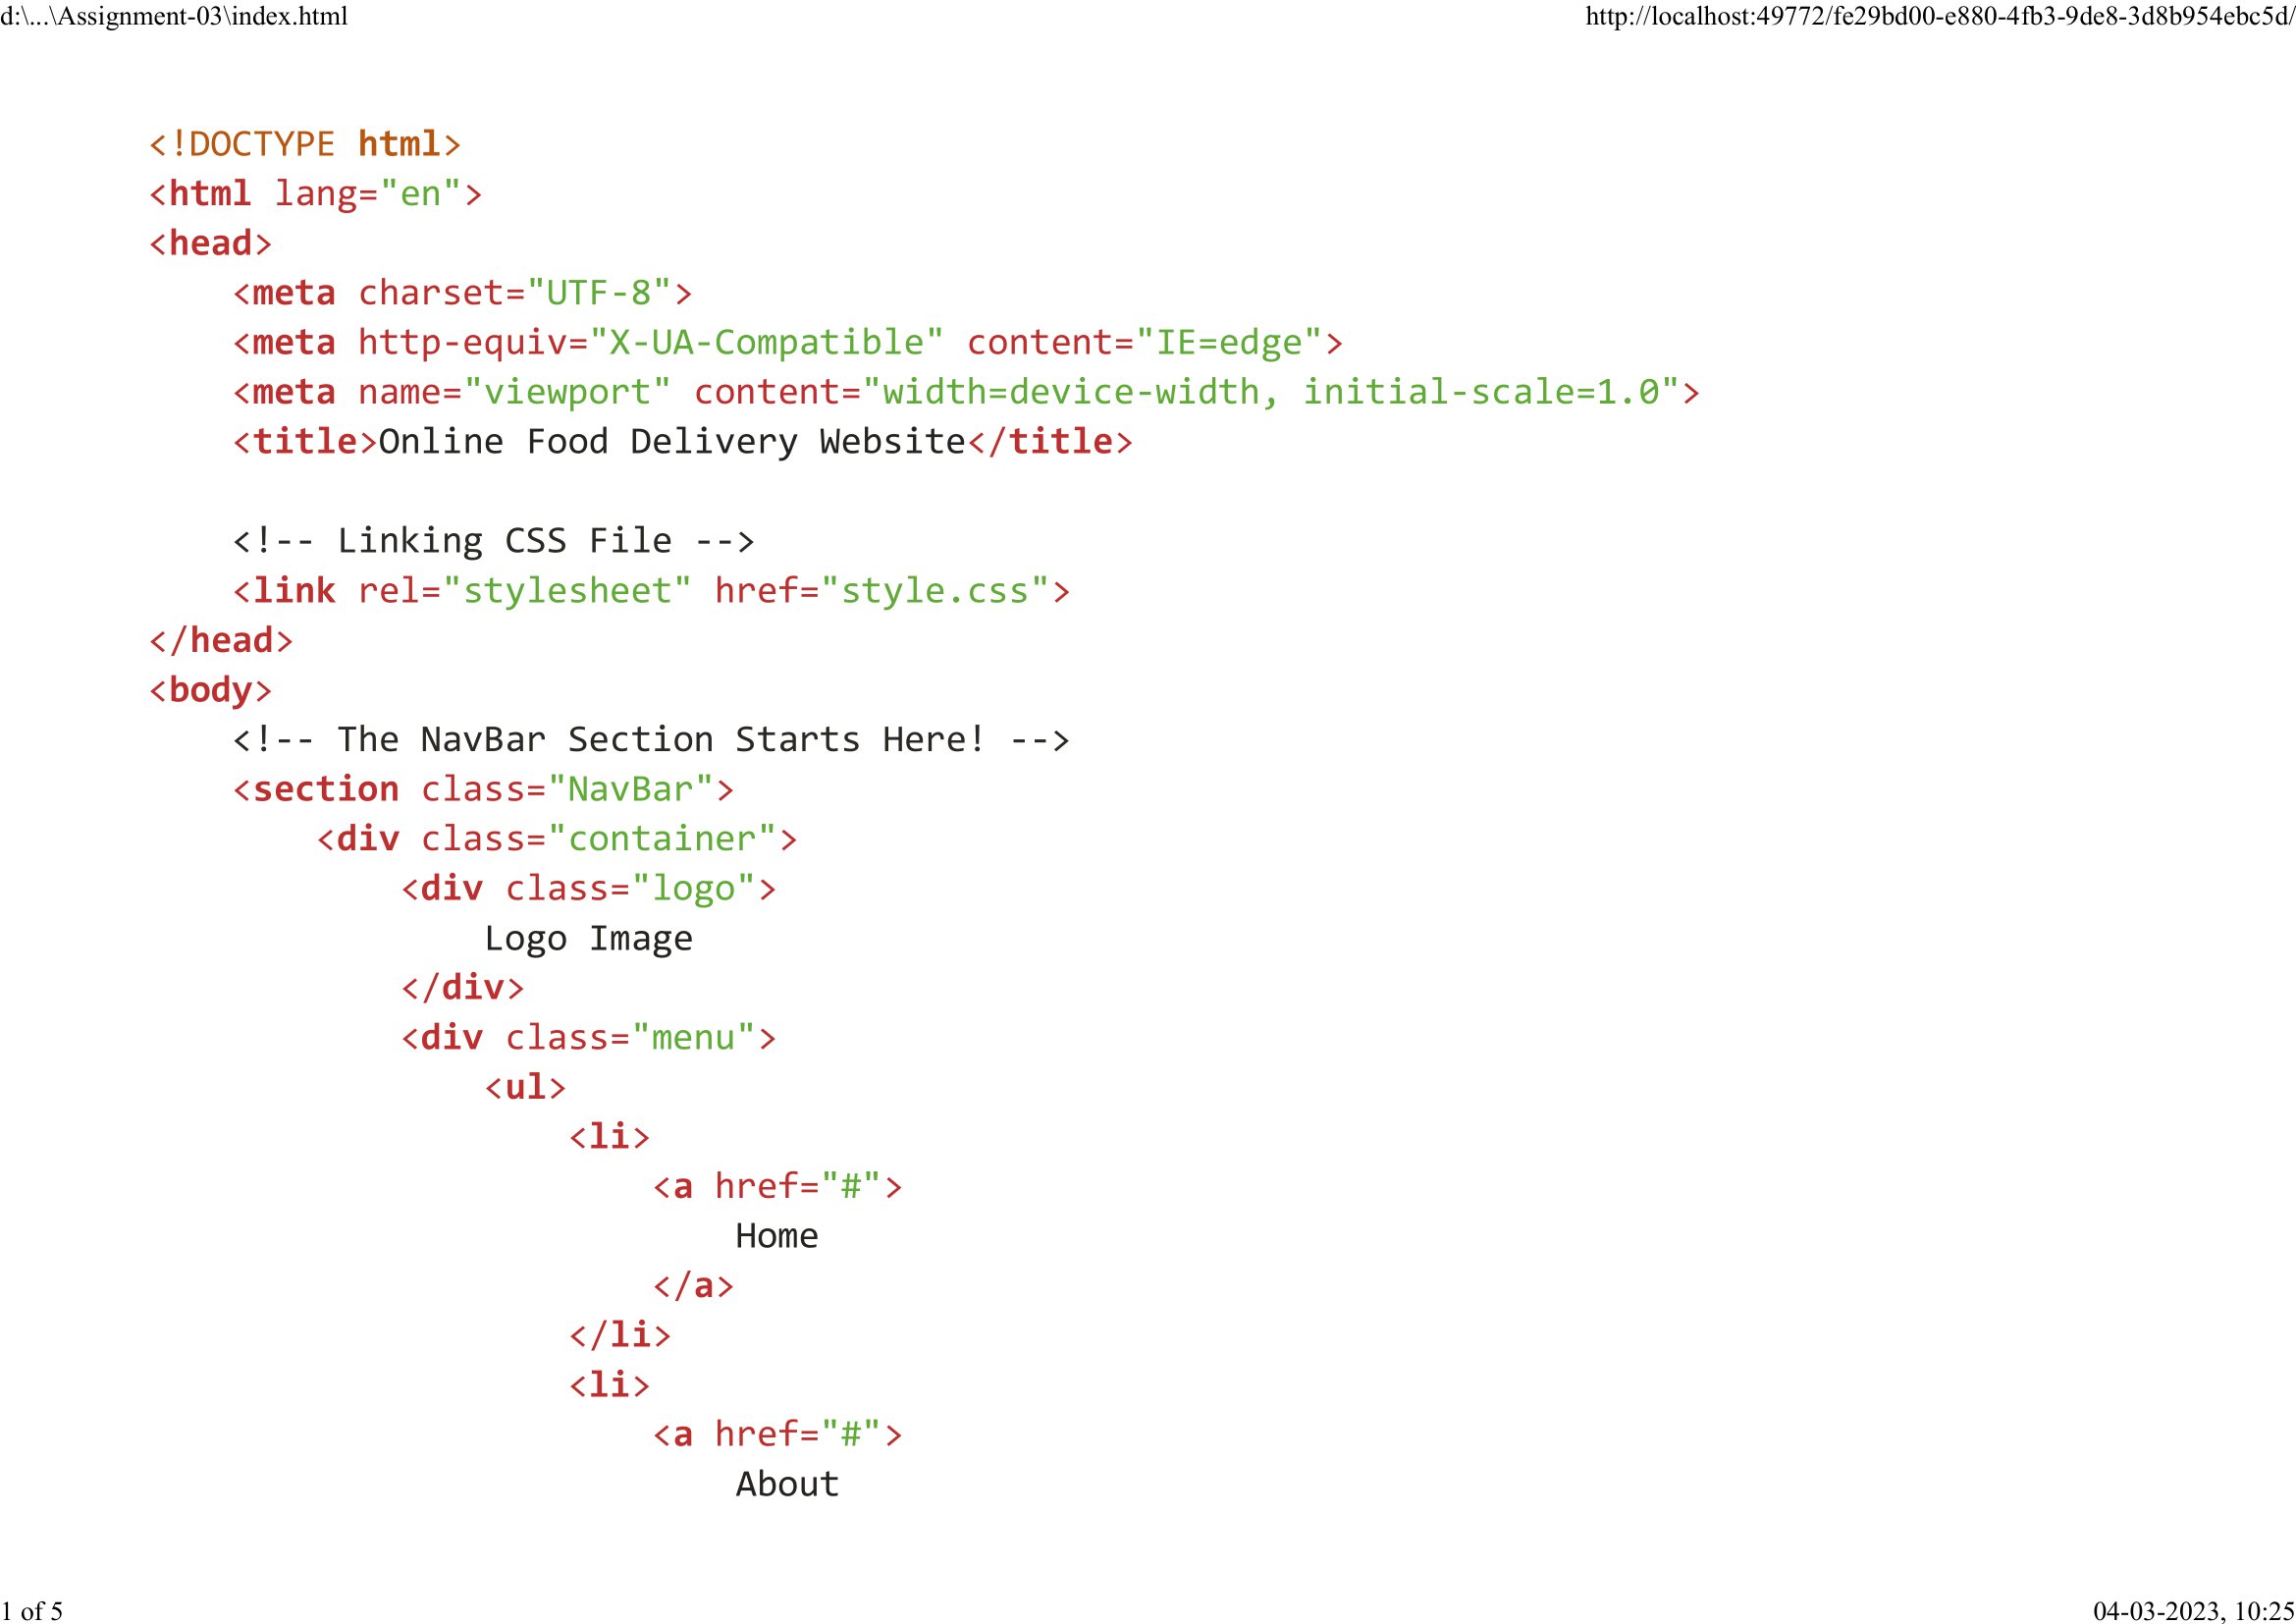 d:\...\Assignment-03\index.html
http://localhost:49772/fe29bd00-e880-4fb3-9de8-3d8b954ebc5d/
<!DOCTYPE html>
<html lang="en">
<head>
    <meta charset="UTF-8">
    <meta http-equiv="X-UA-Compatible" content="IE=edge">
    <meta name="viewport" content="width=device-width, initial-scale=1.0">
    <title>Online Food Delivery Website</title>

    <!-- Linking CSS File -->
    <link rel="stylesheet" href="style.css">
</head>
<body>
    <!-- The NavBar Section Starts Here! -->
    <section class="NavBar">
        <div class="container">
            <div class="logo">
                Logo Image
            </div>
            <div class="menu">
                <ul>
                    <li>
                        <a href="#">
                            Home
                        </a>
                    </li>
                    <li>
                        <a href="#">
                            About
1 of 5
04-03-2023, 10:25